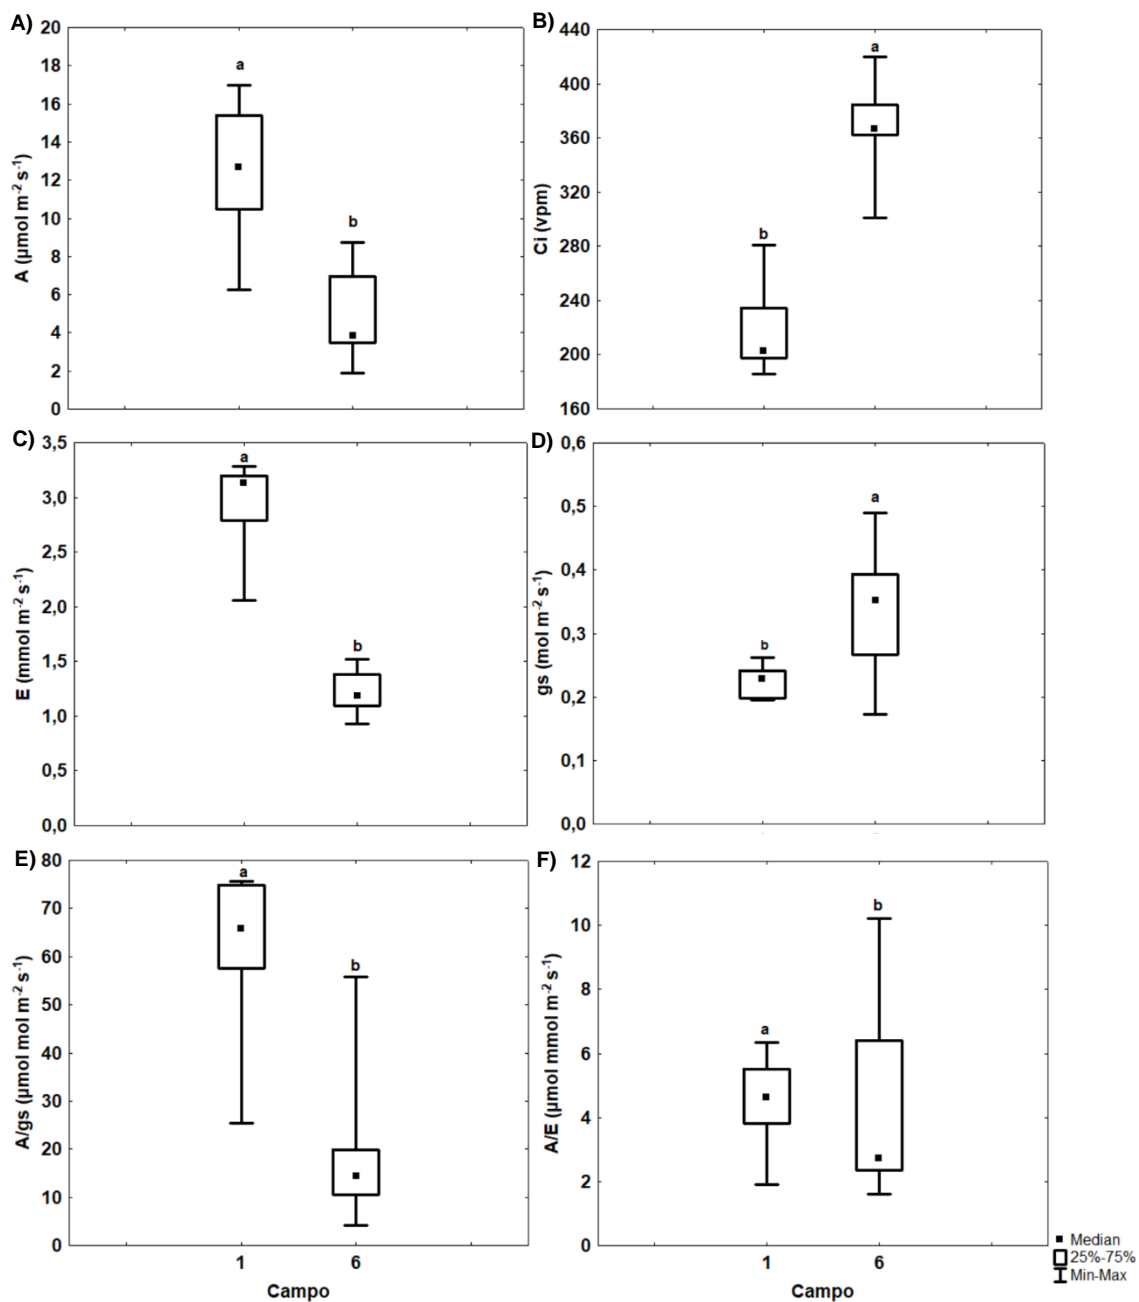 A)
20
18
16
14
12
10
8
6
4
2
0
A (µmol m-2 s-1)
a
b
B)
440
400
360
320
280
240
200
160
Ci (vpm)
b
a
C)
3,5
3,0
2,5
2,0
1,5
1,0
0,5
0,0
E (mmol m-2 s-1)
a
b
D)
0,6
0,5
0,4
0,3
0,2
0,1
0,0
gs (mol m-2 s-1)
b
a
E)
80
70
60
50
40
30
20
10
0
A/gs (µmol mol m-2 s-1)
a
b
1
6
Campo
F)
12
10
8
6
4
2
0
A/E (µmol mmol m-2 s-1)
a
b
1
6
Campo
Median
25%-75%
Min-Max